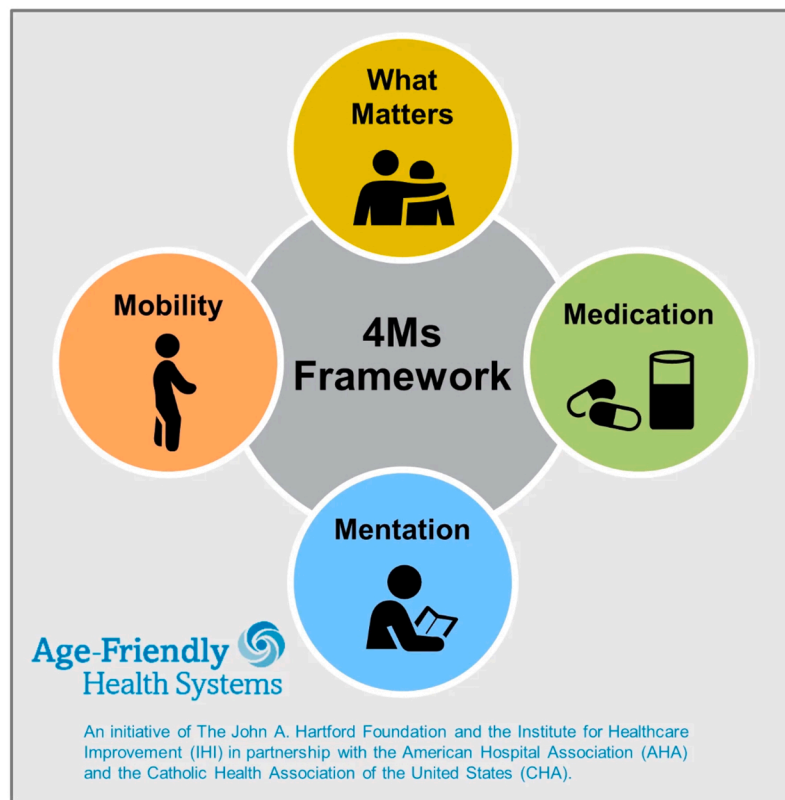 What
Matters
Mobility
4Ms
Framework
Medication
Mentation
Age-Friendly
Health Systems
An initiative of The John A. Hartford Foundation and the Institute for Healthcare
Improvement (IHI) in partnership with the American Hospital Association (AHA)
and the Catholic Health Association of the United States (CHA).